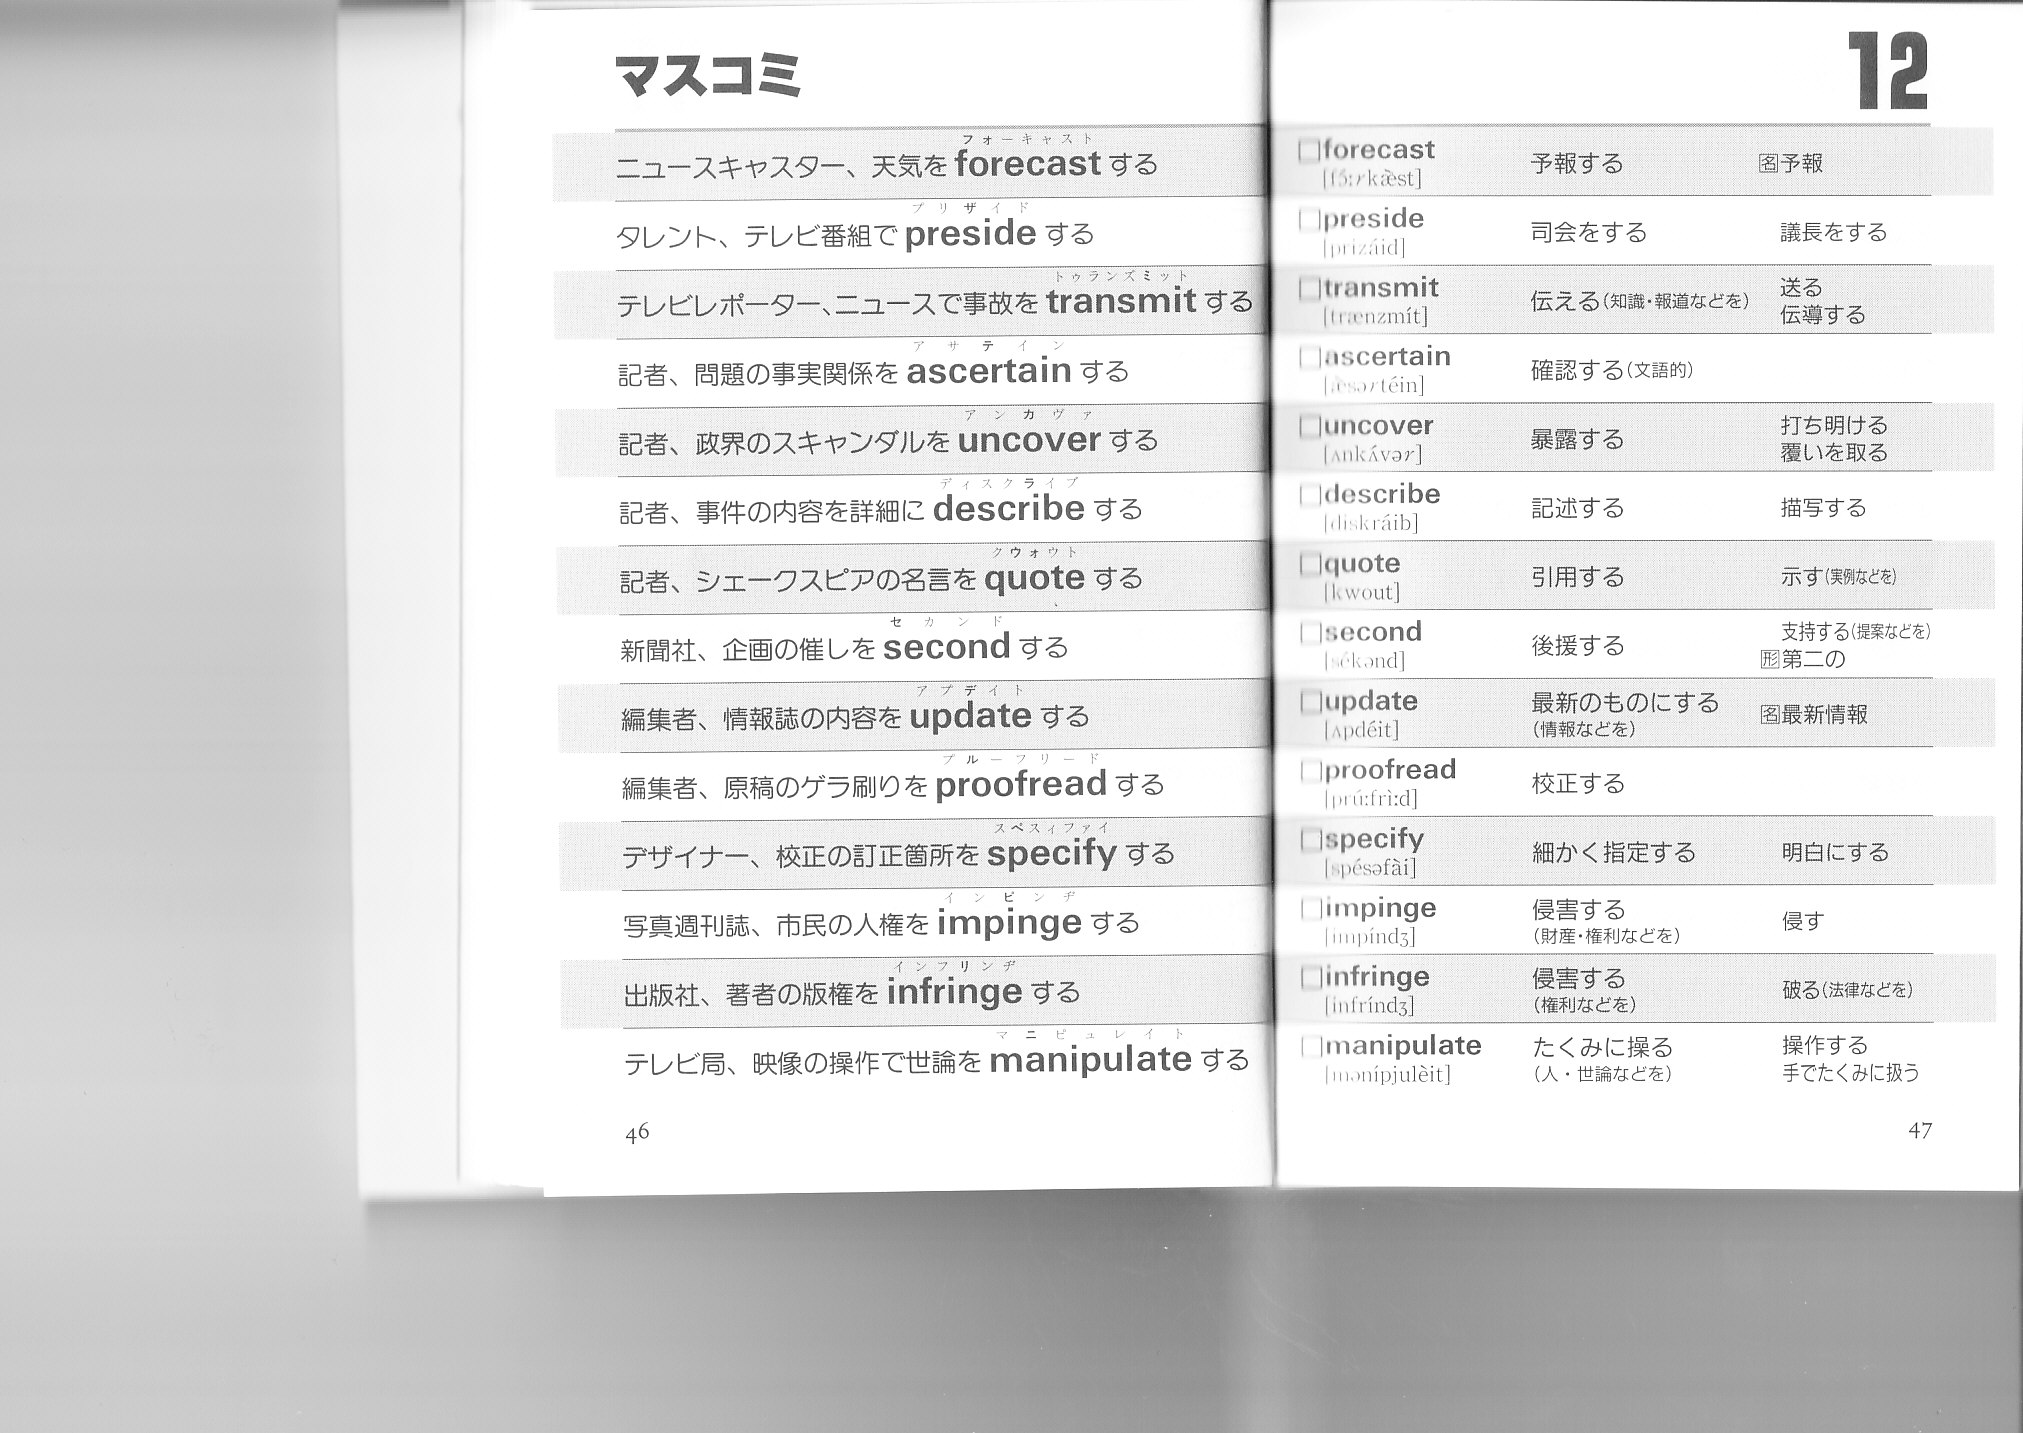 マスコミ
フォーキャスト
ニュースキャスター、天気を forecast する
プリザイド
タレント、テレビ番組で preside する
トゥランズミット
テレビレポーター、ニュースで事故を transmit する
アサテイン
記者、問題の事実関係を ascertain する
アンカヴァ
記者、政界のスキャンダルを uncover する
ディスクライブ
記者、事件の内容を詳細に describe する
クウォウト
記者、シェークスピアの名言を quote する
セカンド
新聞社、企画の催しを second する
アプデイト
編集者、情報誌の内容を update する
プルーフリード
編集者、原稿のゲラ刷りを proofread する
スペスィファイ
デザイナー、校正の訂正箇所を specify する
インピンヂ
写真週刊誌、市民の人権を impinge する
インフリンヂ
出版社、著者の版権を infringe する
マニピュレイト
テレビ局、映像の操作で世論を manipulate する
46
12
□forecast 予報する 名予報
[fɔ́ːrkæ̀st]
□preside 司会をする 議長をする
[prizáid]
□transmit 伝える(知識・報道などを) 送る
[trænzmít] 伝導する
□ascertain 確認する(文語的)
[æ̀sərtéin]
□uncover 暴露する 打ち明ける
[ʌnkʌ́vər] 覆いを取る
□describe 記述する 描写する
[diskráib]
□quote 引用する 示す(実例などを)
[kwout]
□second 後援する 支持する(提案などを)
[sékənd] 形第二の
□update 最新のものにする 名最新情報
[ʌpdéit] (情報などを)
□proofread 校正する
[prúːfrìːd]
□specify 細かく指定する 明白にする
[spésəfài]
□impinge 侵害する 侵す
[impíndʒ] (財産・権利などを)
□infringe 侵害する 破る(法律などを)
[infríndʒ] (権利などを)
□manipulate たくみに操る 操作する
[mənípjulèit] (人・世論などを) 手でたくみに扱う
47